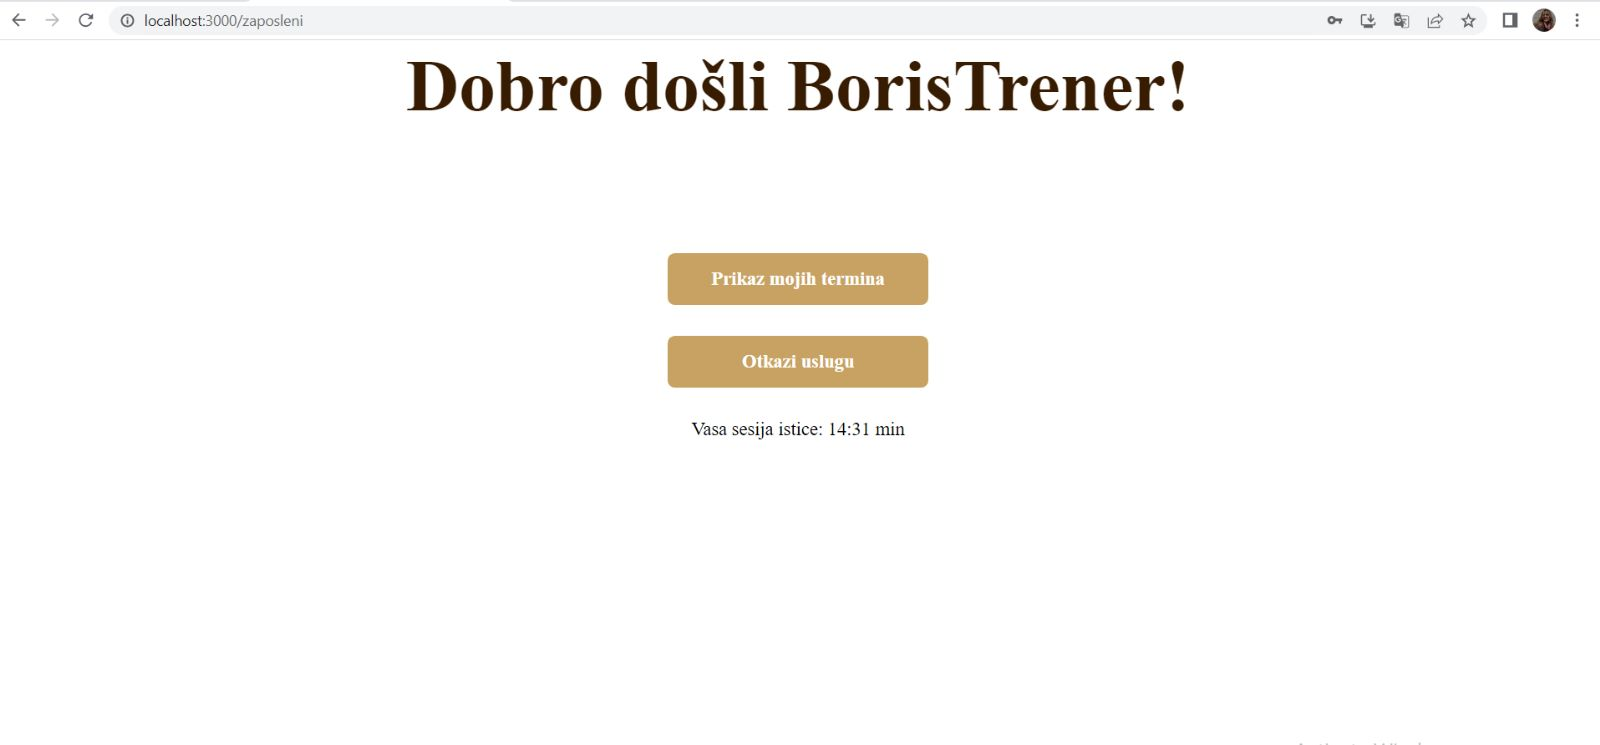 localhost:3000/zaposleni
Dobro došli BorisTrener!
Prikaz mojih termina
Otkazi uslugu
Vasa sesija istice: 14:31 min